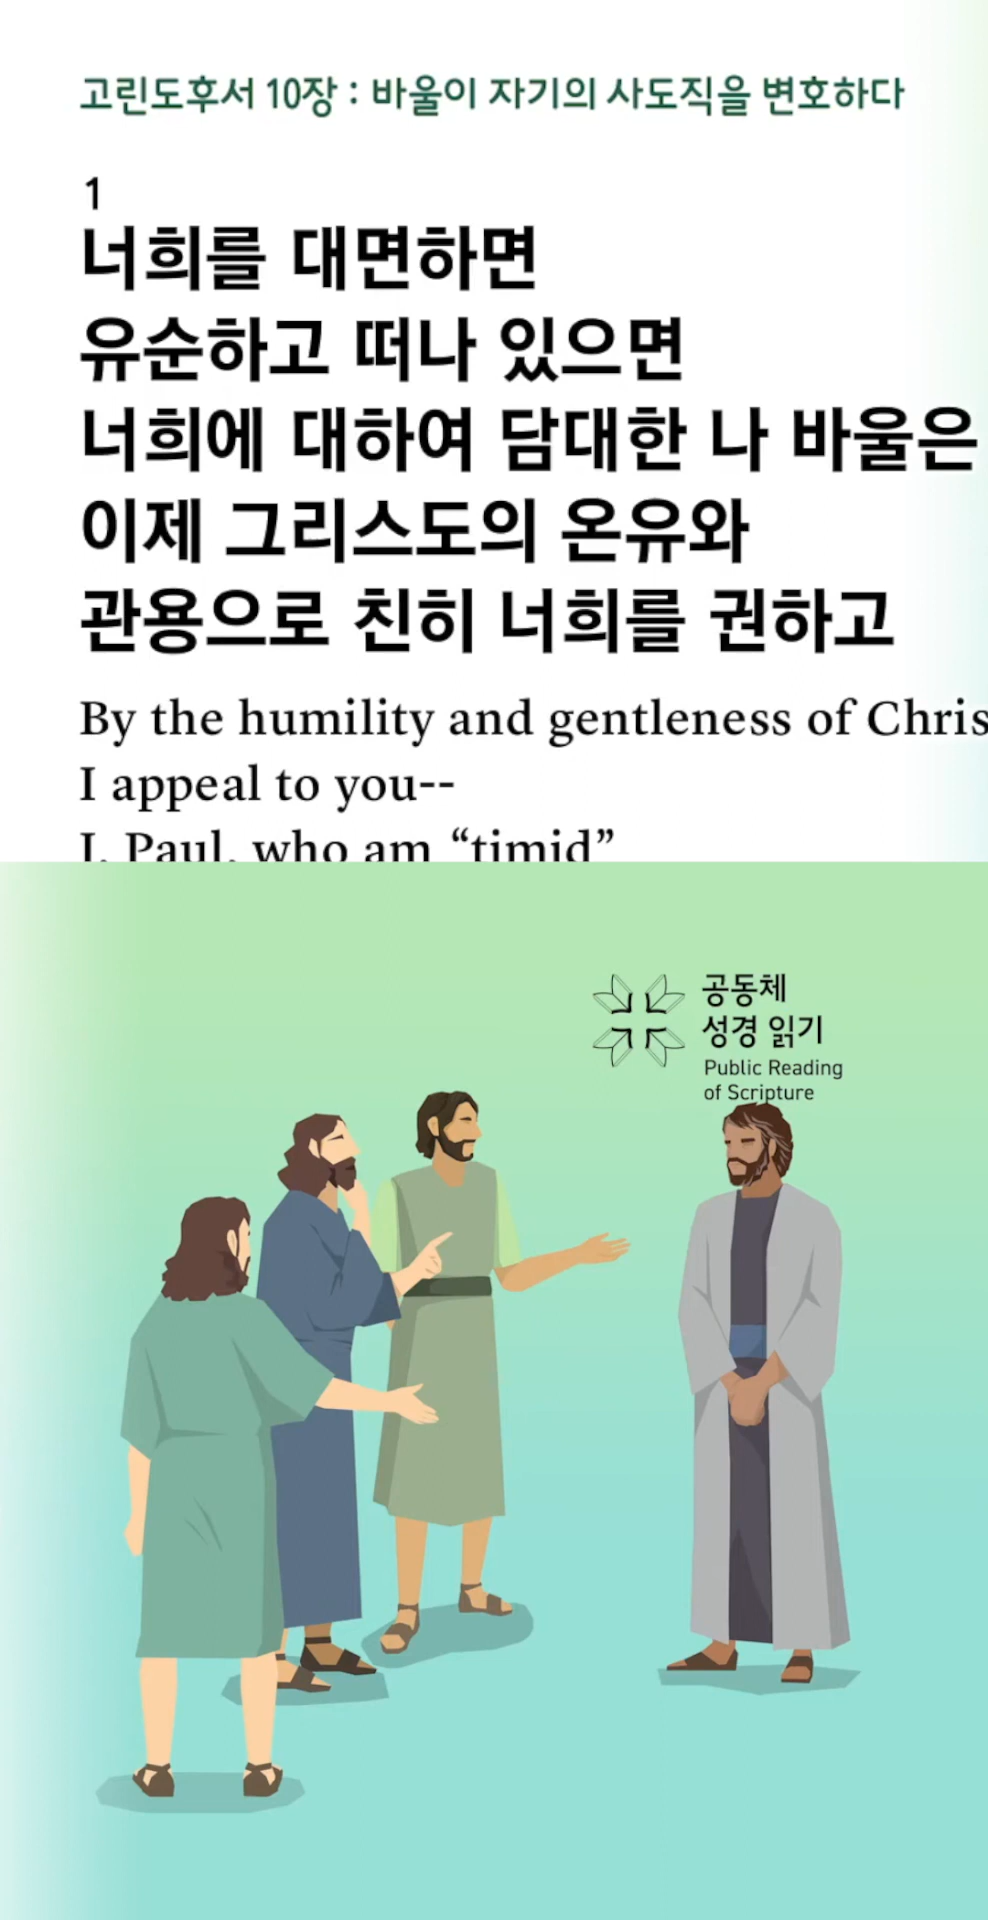 고린도후서 10장 : 바울이 자기의 사도직을 변호하다
1
너희를 대면하면
유순하고 떠나 있으면
너희에 대하여 담대한 나 바울은
이제 그리스도의 온유와
관용으로 친히 너희를 권하고
By the humility and gentleness of Chris
I appeal to you--
I, Paul, who am “timid”
공동체
성경 읽기
Public Reading
of Scripture